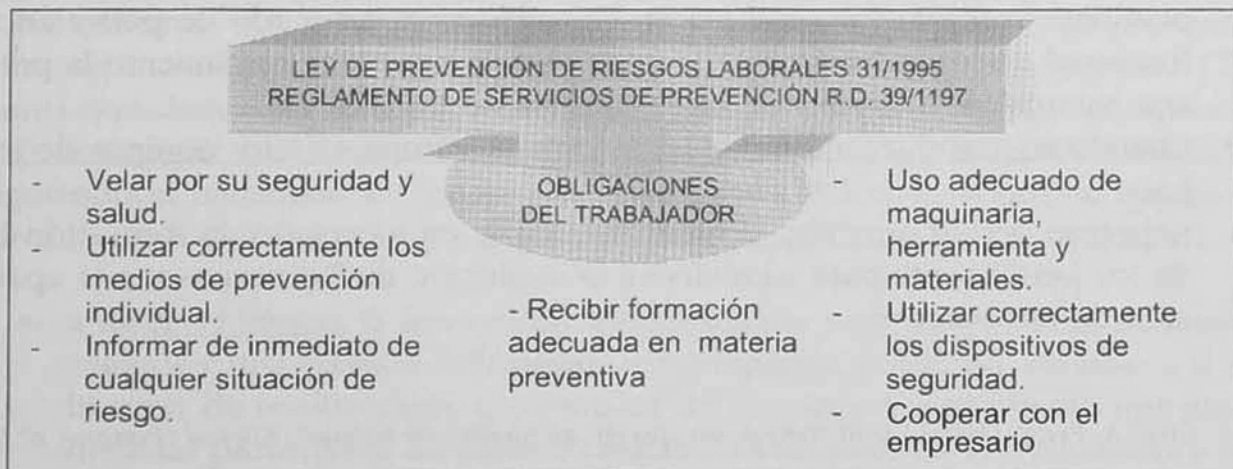 LEY DE PREVENCIÓN DE RIESGOS LABORALES 31/1995
REGLAMENTO DE SERVICIOS DE PREVENCIÓN R.D. 39/1197
OBLIGACIONES
DEL TRABAJADOR
- Velar por su seguridad y
salud.
- Utilizar correctamente los
medios de prevención
individual.
- Informar de inmediato de
cualquier situación de
riesgo.
- Recibir formación
adecuada en materia
preventiva
- Uso adecuado de
maquinaria,
herramienta y
materiales.
- Utilizar correctamente
los dispositivos de
seguridad.
- Cooperar con el
empresario